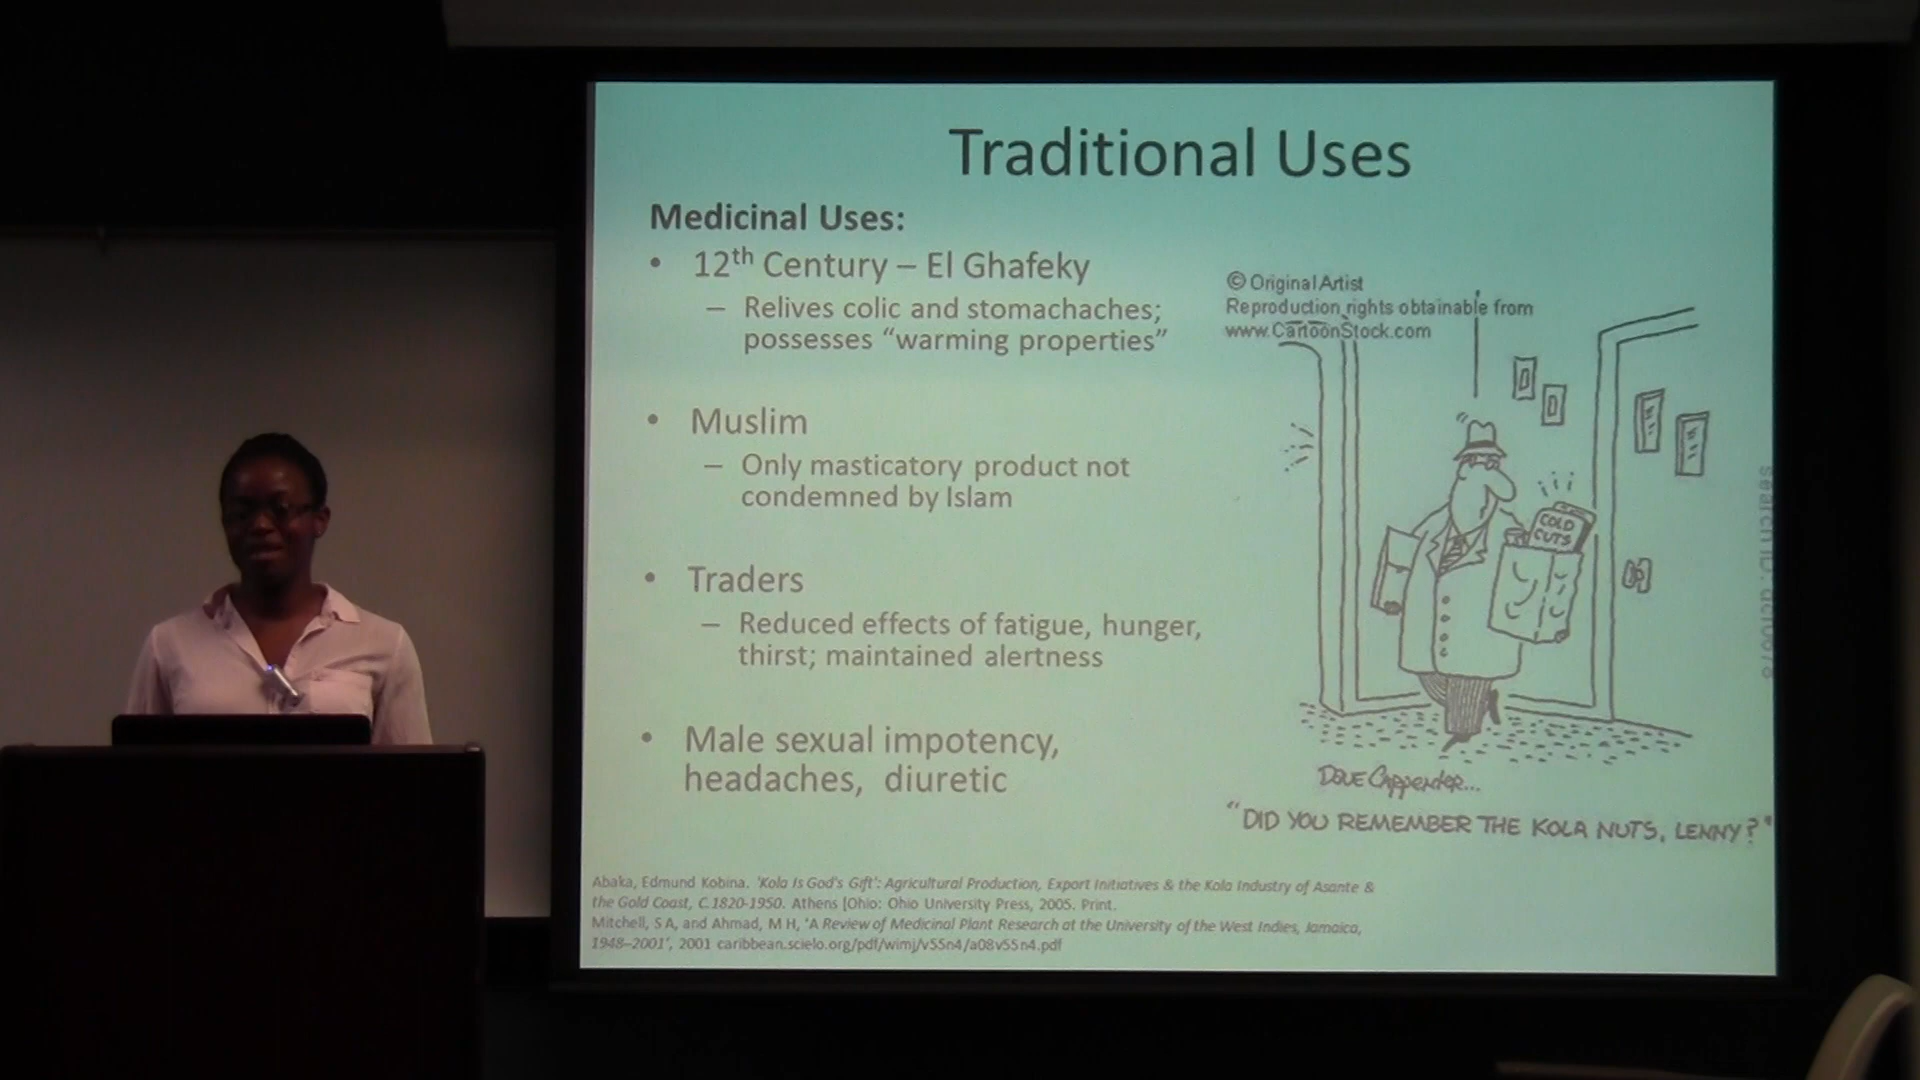 Traditional Uses
Medicinal Uses:
• 12th Century – El Ghafeky
– Relives colic and stomachaches;
possesses “warming properties”
• Muslim
– Only masticatory product not
condemned by Islam
• Traders
– Reduced effects of fatigue, hunger,
thirst; maintained alertness
• Male sexual impotency,
headaches, diuretic
© Original Artist
Reproduction rights obtainable from
www.CartoonStock.com
COLD
CUTS
search ID:
Dave Carpenter...
"DID YOU REMEMBER THE KOLA NUTS, LENNY?"
Abaka, Edmund Kobina. 'Kola Is God's Gift': Agricultural Production, Export Initiatives & the Kola Industry of Asante &
the Gold Coast, C.1820-1950. Athens [Ohio: Ohio University Press, 2005. Print.
Mitchell, S A, and Ahmad, M H, 'A Review of Medicinal Plant Research at the University of the West Indies, Jamaica,
1948–2001', 2001 caribbean.scielo.org/pdf/wimj/v55n4/a08v55n4.pdf